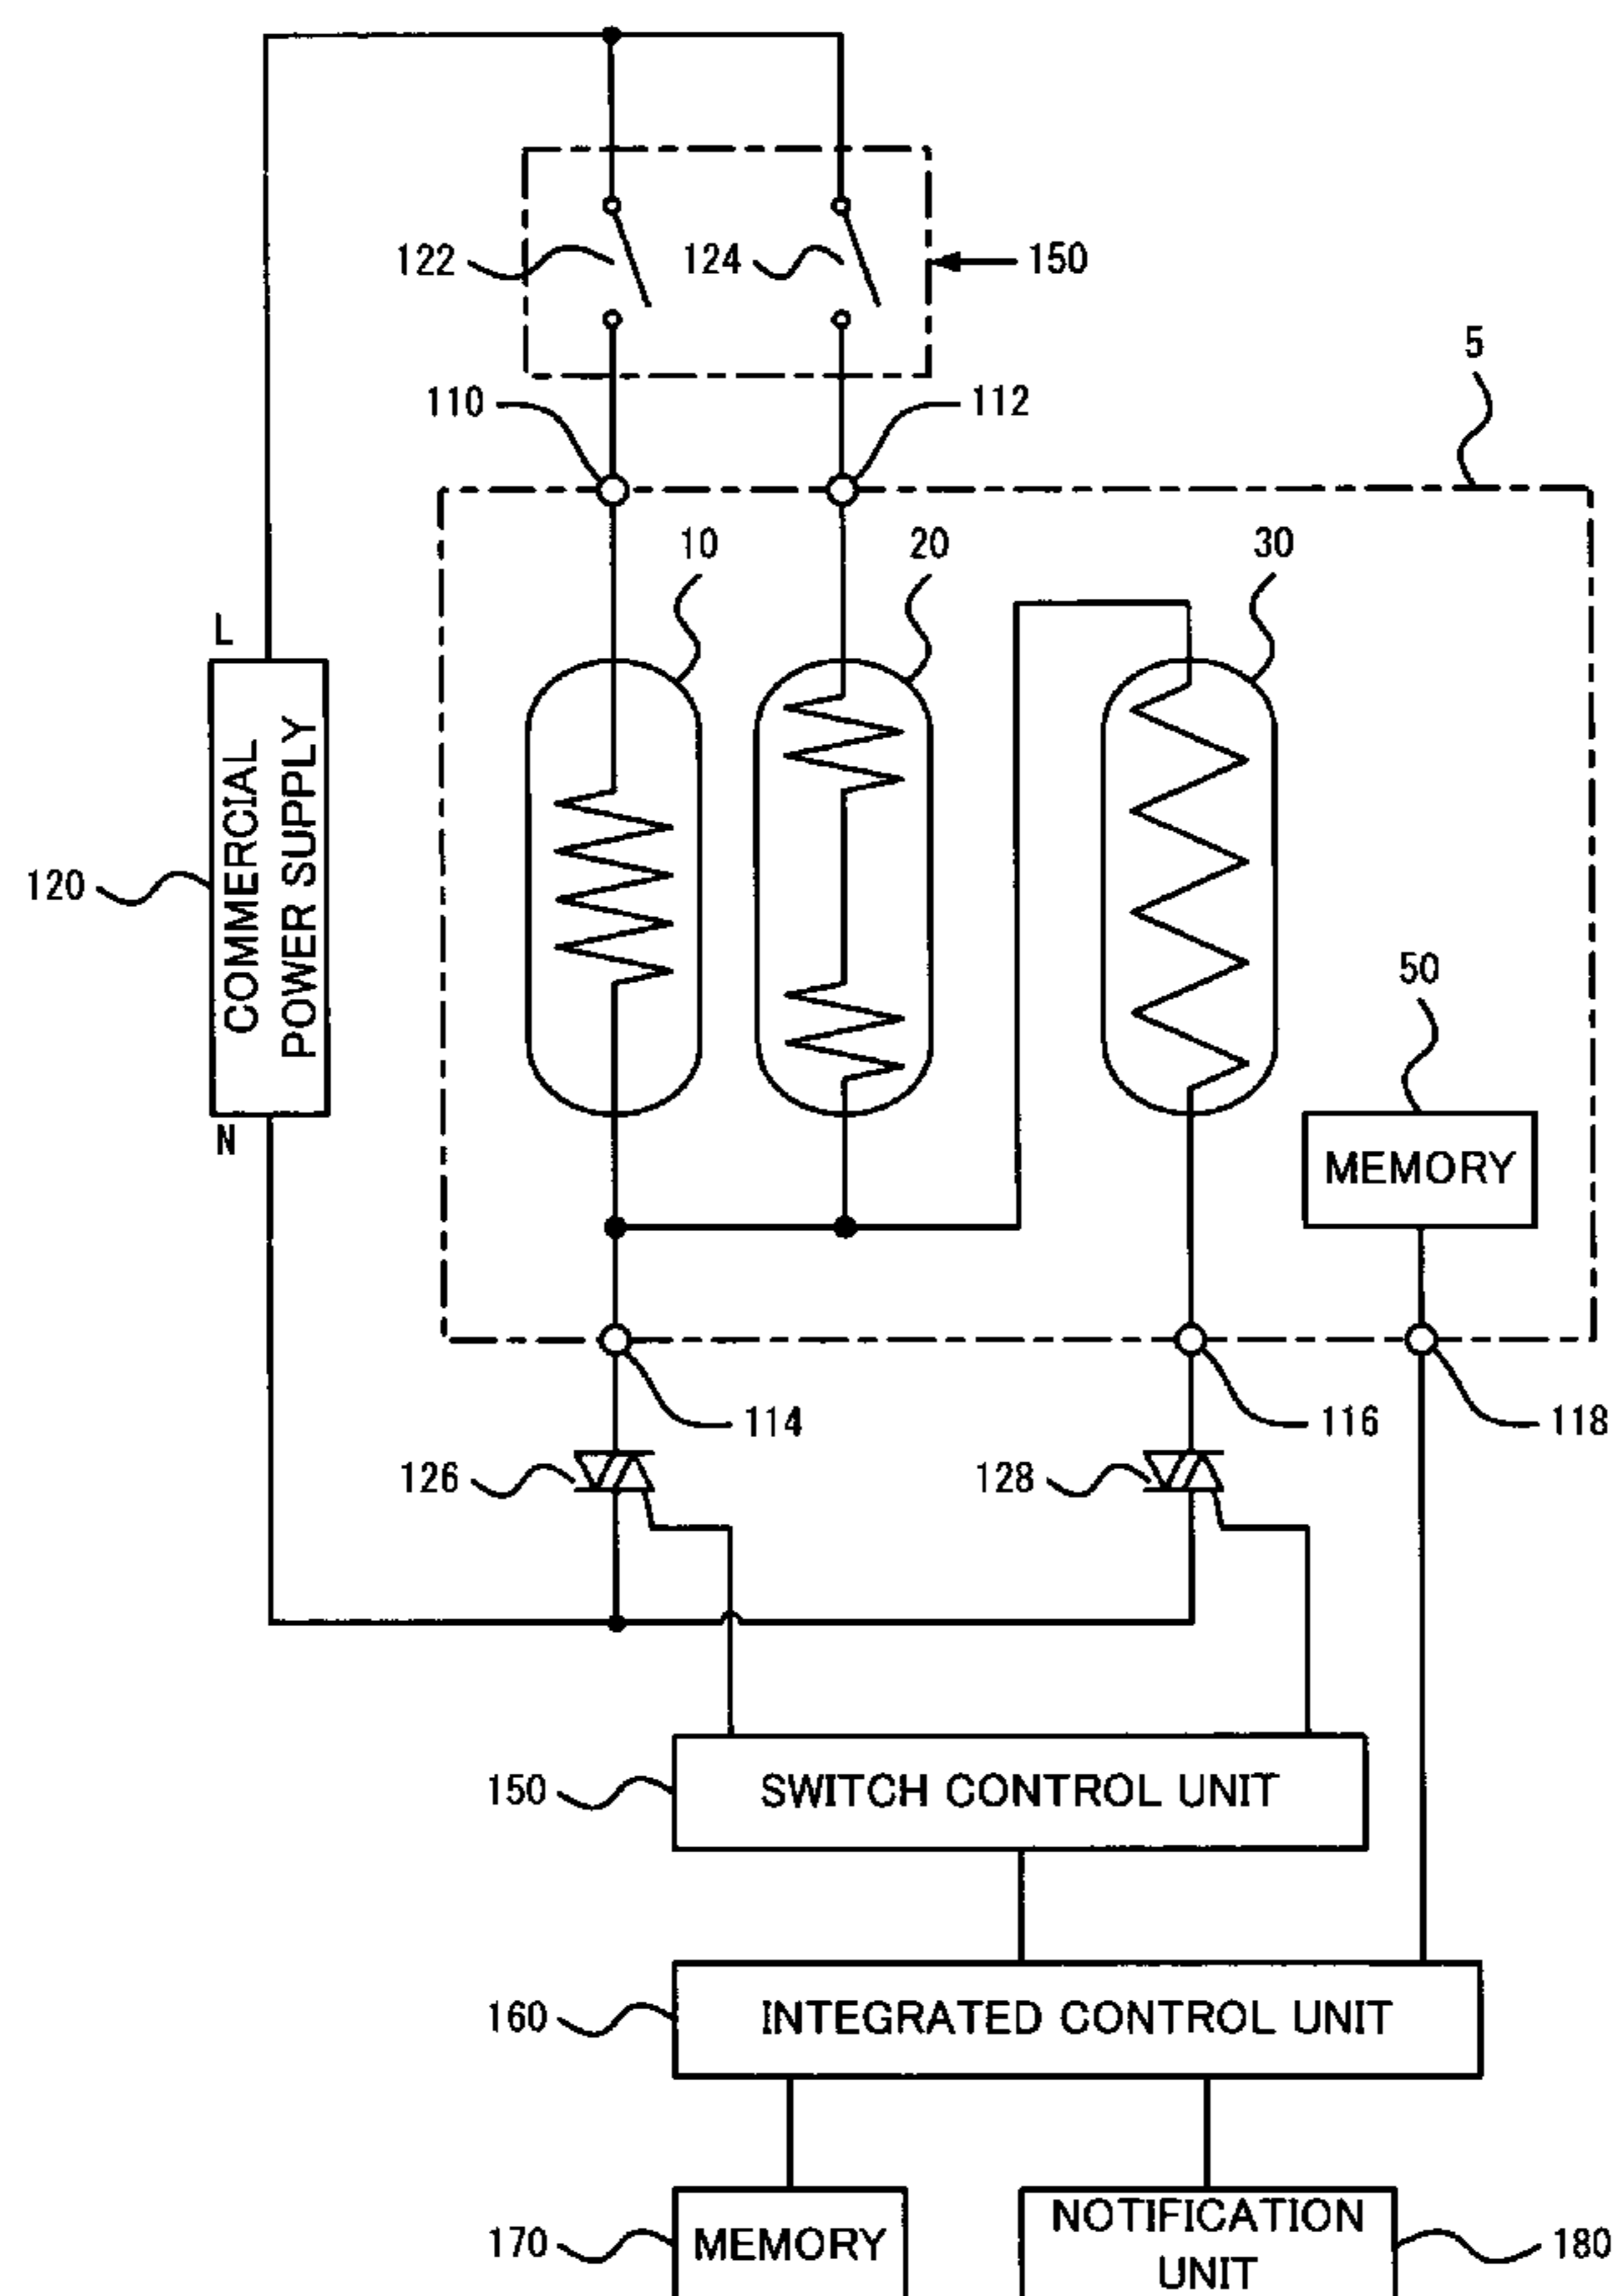 122
124
150
110
112
5
10
20
30
L
COMMERCIAL
POWER SUPPLY
120
N
50
MEMORY
114
116
118
126
128
150
SWITCH CONTROL UNIT
160
INTEGRATED CONTROL UNIT
170
MEMORY
NOTIFICATION
UNIT
180